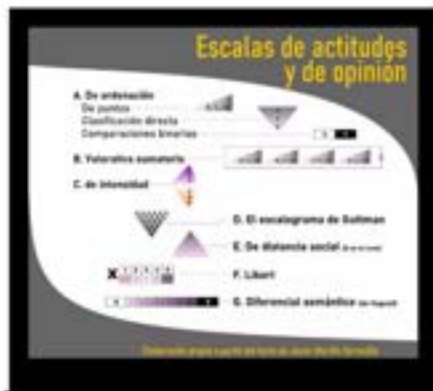 Escalas de actitudes
y de opinión
A. De ordenación
De puntos
Clasificación directa
Comparaciones binarias
B. Valorativa sumatoria
C. de intensidad
D. El escalograma de Guttman
E. De distancia social
F. Likert
G. Diferencial semántico